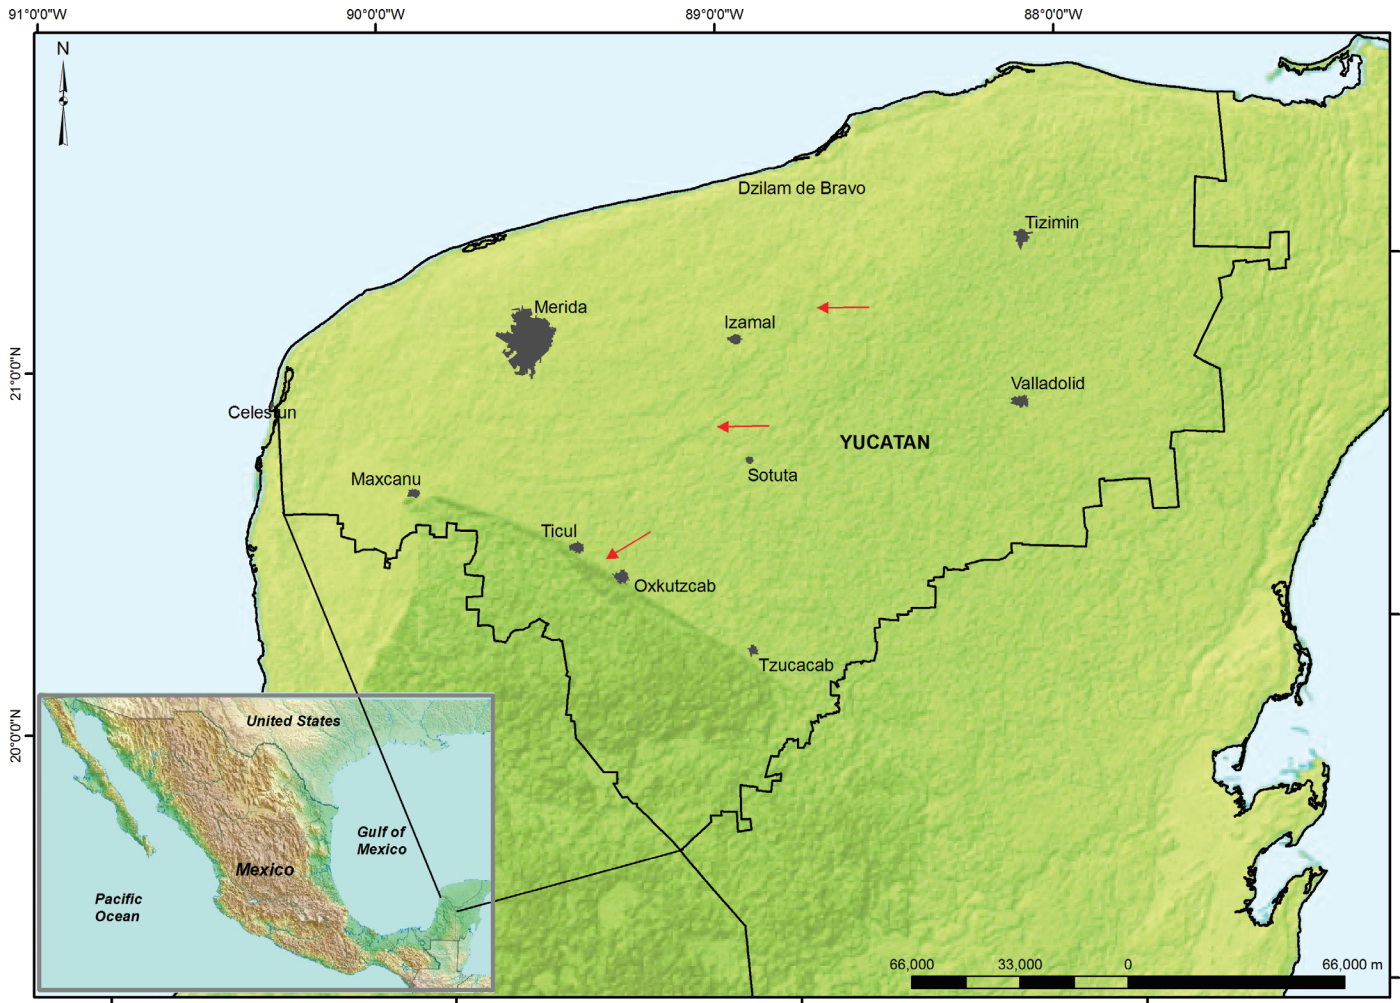 91°0'0"W
90°0'0"W
89°0'0"W
88°0'0"W
N
Dzilam de Bravo
Tizimin
Merida
Izamal
21°0'0"N
Valladolid
Celestun
YUCATAN
Sotuta
Maxcanu
Ticul
Oxkutzcab
Tzucacab
20°0'0"N
United States
Gulf of
Mexico
Mexico
Pacific
Ocean
66,000
33,000
0
66,000 m